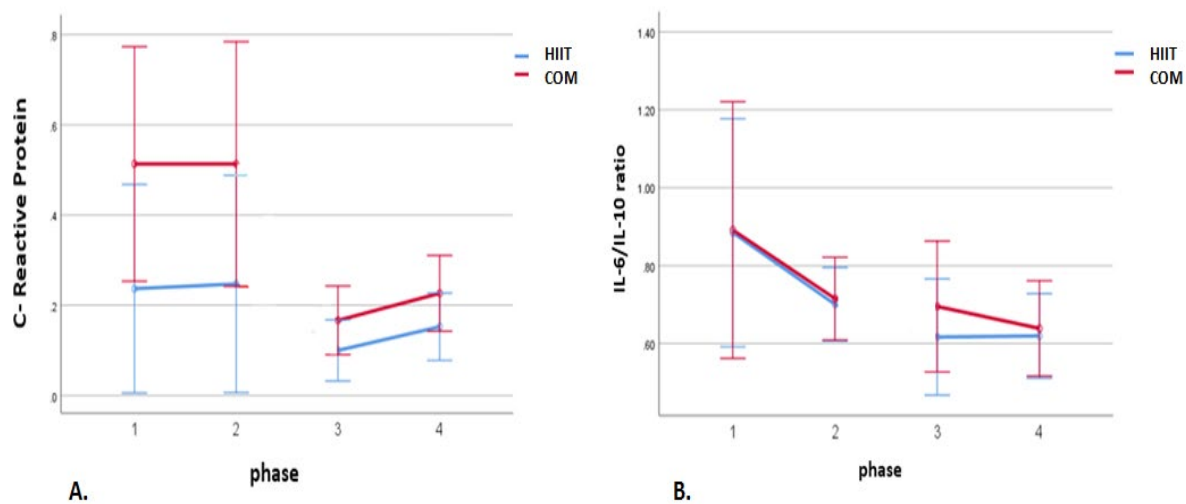 .8
.6
.4
.2
.0
C- Reactive Protein
1 2 3 4
phase
HIIT
COM
A.
1.40
1.20
1.00
.80
.60
IL-6/IL-10 ratio
1 2 3 4
phase
HIIT
COM
B.